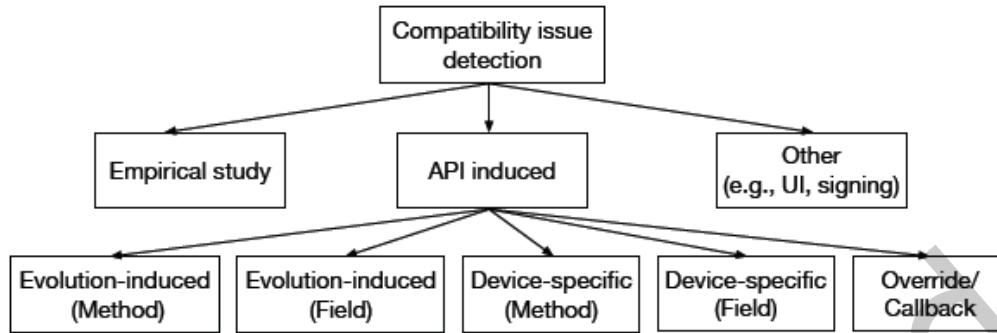 Compatibility issue
detection
Empirical study
API induced
Other
(e.g., UI, signing)
Evolution-induced
(Method)
Evolution-induced
(Field)
Device-specific
(Method)
Device-specific
(Field)
Override/
Callback